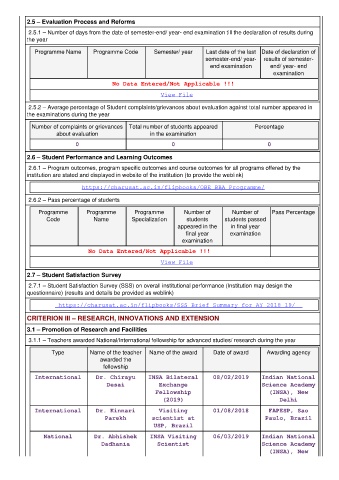 2.5 – Evaluation Process and Reforms
2.5.1 – Number of days from the date of semester-end/ year- end examination till the declaration of results during
the year
Programme Name
Programme Code
Semester/ year
Last date of the last
semester-end/ year-
end examination
Date of declaration of
results of semester-
end/ year- end
examination
No Data Entered/Not Applicable !!!
View File
2.5.2 – Average percentage of Student complaints/grievances about evaluation against total number appeared in
the examinations during the year
Number of complaints or grievances
about evaluation
Total number of students appeared
in the examination
Percentage
0
0
0
2.6 – Student Performance and Learning Outcomes
2.6.1 – Program outcomes, program specific outcomes and course outcomes for all programs offered by the
institution are stated and displayed in website of the institution (to provide the weblink)
https://charusat.ac.in/flipbooks/OBE_BBA_Programme/
2.6.2 – Pass percentage of students
Programme
Code
Programme
Name
Programme
Specialization
Number of
students
appeared in the
final year
examination
Number of
students passed
in final year
examination
Pass Percentage
No Data Entered/Not Applicable !!!
View File
2.7 – Student Satisfaction Survey
2.7.1 – Student Satisfaction Survey (SSS) on overall institutional performance (Institution may design the
questionnaire) (results and details be provided as weblink)
https://charusat.ac.in/flipbooks/SSS_Brief_Summary_for_AY_2018_19/
CRITERION III – RESEARCH, INNOVATIONS AND EXTENSION
3.1 – Promotion of Research and Facilities
3.1.1 – Teachers awarded National/International fellowship for advanced studies/ research during the year
Type
Name of the teacher
awarded the
fellowship
Name of the award
Date of award
Awarding agency
International
Dr. Chirayu
Desai
INSA Bilateral
Exchange
Fellowship
(2019)
08/02/2019
Indian National
Science Academy
(INSA), New
Delhi
International
Dr. Kinnari
Parekh
Visiting
scientist at
USP, Brazil
01/08/2018
FAPESP, Sao
Paulo, Brazil
National
Dr. Abhishek
Dadhania
INSA Visiting
Scientist
06/03/2019
Indian National
Science Academy
(INSA), New